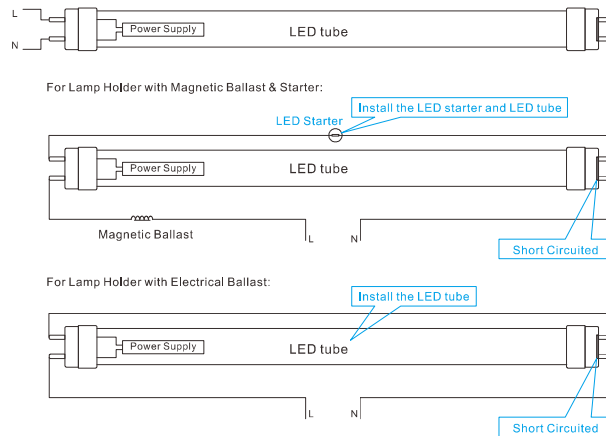 L
Power Supply
LED tube
N
For Lamp Holder with Magnetic Ballast & Starter:
Install the LED starter and LED tube
LED Starter
Power Supply
LED tube
Magnetic Ballast
L
N
Short Circuited
For Lamp Holder with Electrical Ballast:
Install the LED tube
Power Supply
LED tube
L
N
Short Circuited